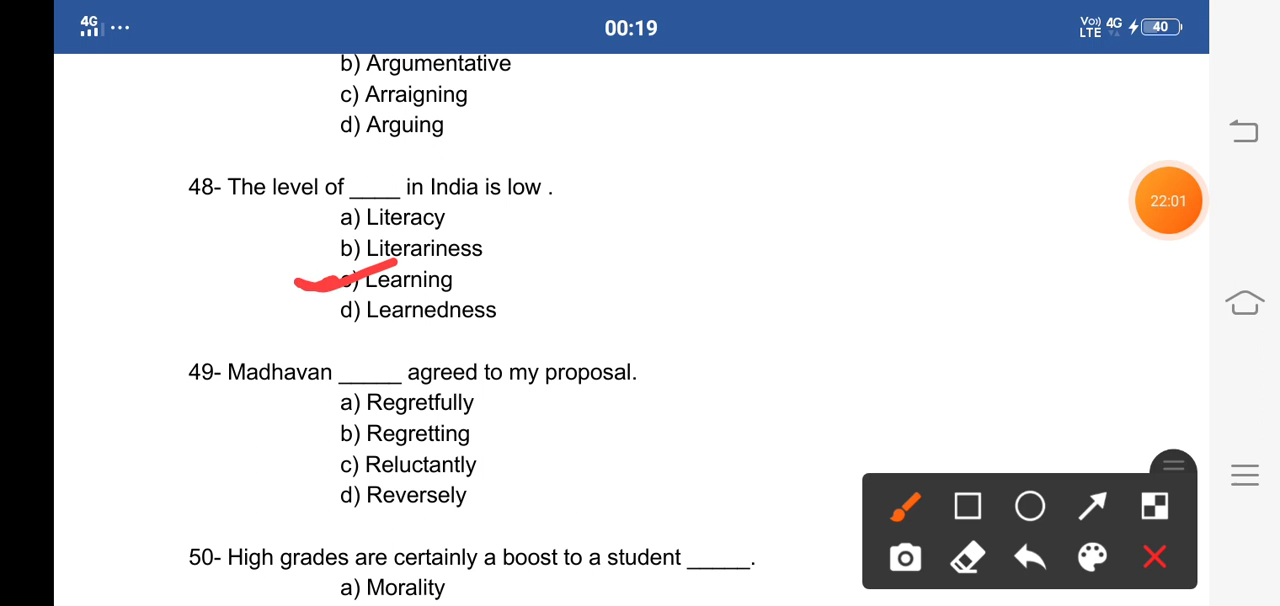 4G ... 00:19 Vo)) LTE 4G 40
b) Argumentative
c) Arraigning
d) Arguing
48- The level of ____ in India is low .
a) Literacy
b) Literariness
c) Learning
22:01
d) Learnedness
49- Madhavan _____ agreed to my proposal.
a) Regretfully
b) Regretting
c) Reluctantly
d) Reversely
50- High grades are certainly a boost to a student _____.
a) Morality